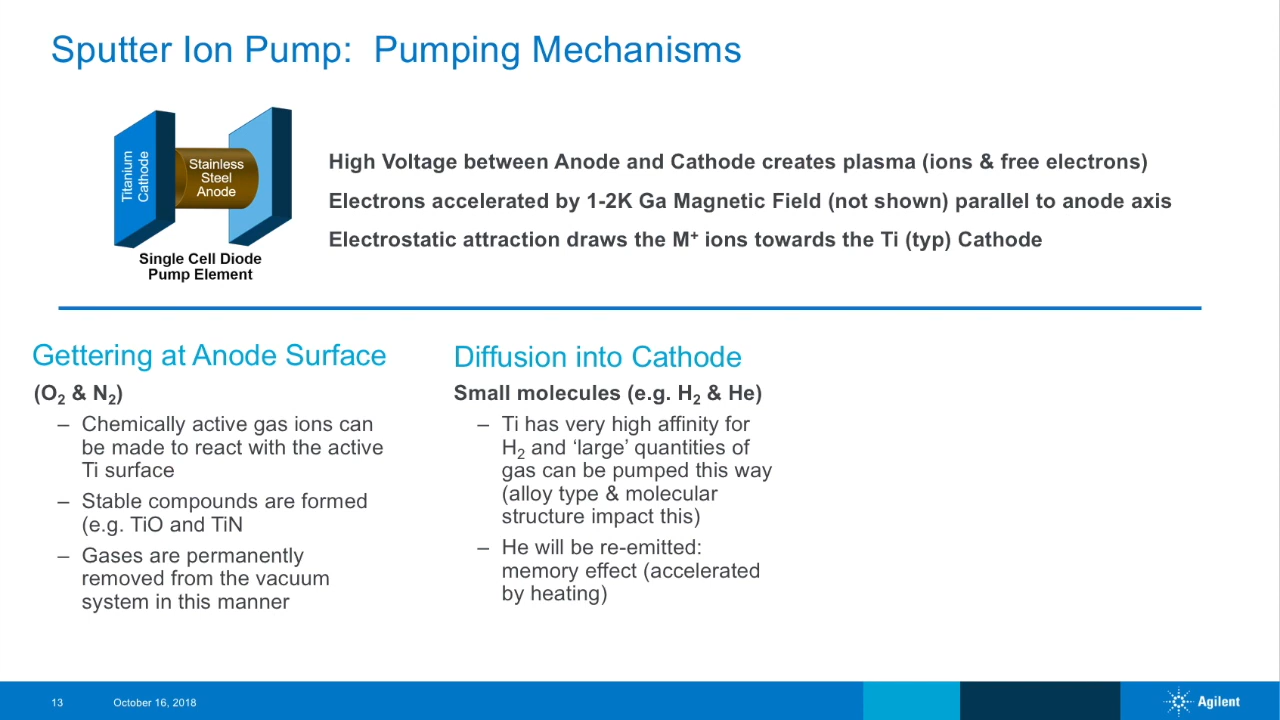 Sputter Ion Pump:  Pumping Mechanisms
Titanium
Cathode
Stainless
Steel
Anode
Single Cell Diode
Pump Element
High Voltage between Anode and Cathode creates plasma (ions & free electrons)
Electrons accelerated by 1-2K Ga Magnetic Field (not shown) parallel to anode axis
Electrostatic attraction draws the M⁺ ions towards the Ti (typ) Cathode
Gettering at Anode Surface
(O₂ & N₂)
– Chemically active gas ions can
be made to react with the active
Ti surface
– Stable compounds are formed
(e.g. TiO and TiN
– Gases are permanently
removed from the vacuum
system in this manner
Diffusion into Cathode
Small molecules (e.g. H₂ & He)
– Ti has very high affinity for
H₂ and ‘large’ quantities of
gas can be pumped this way
(alloy type & molecular
structure impact this)
– He will be re-emitted:
memory effect (accelerated
by heating)
13
October 16, 2018
Agilent